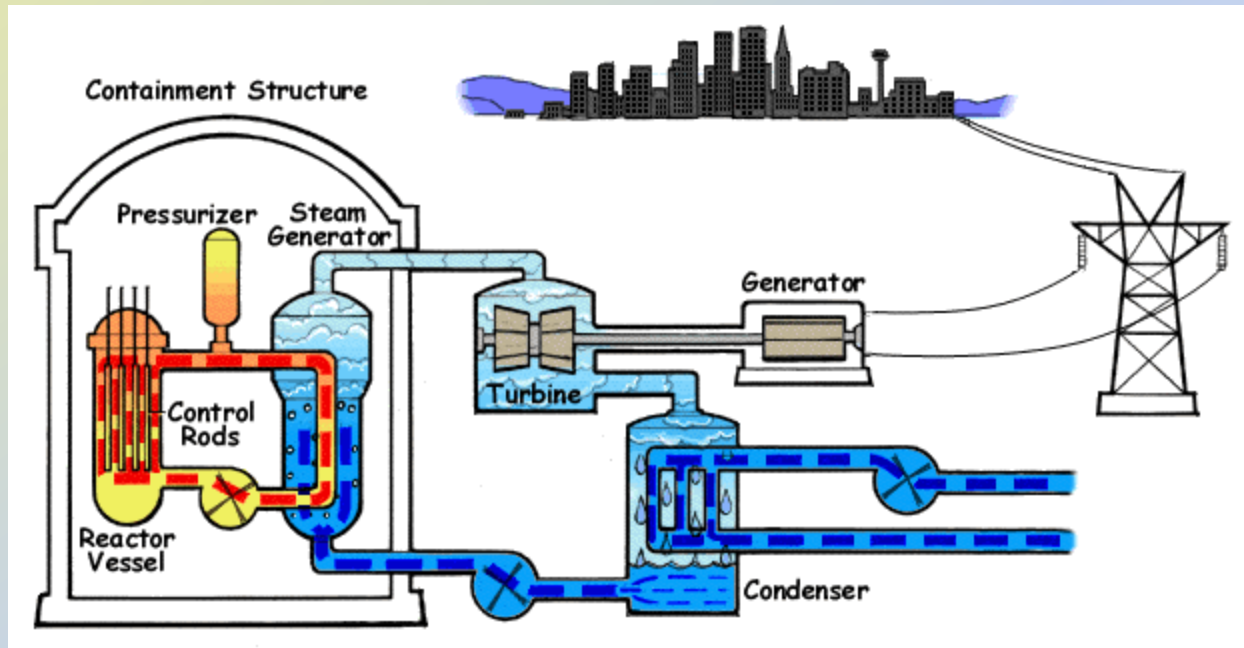 Containment Structure
Pressurizer
Steam
Generator
Generator
Turbine
Control
Rods
Reactor
Vessel
Condenser